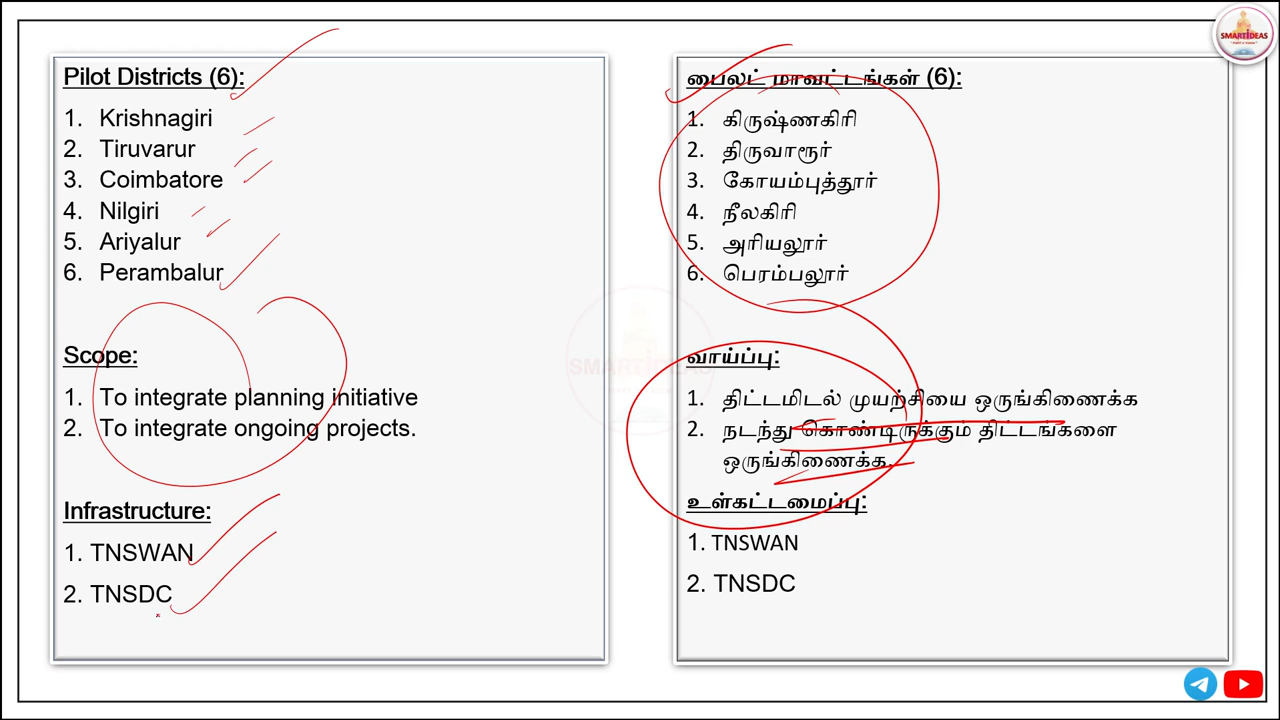 SMARTIDEAS
Pilot Districts (6):
1. Krishnagiri
2. Tiruvarur
3. Coimbatore
4. Nilgiri
5. Ariyalur
6. Perambalur
Scope:
1. To integrate planning initiative
2. To integrate ongoing projects.
Infrastructure:
1. TNSWAN
2. TNSDC
பைலட் மாவட்டங்கள் (6):
1. கிருஷ்ணகிரி
2. திருவாரூர்
3. கோயம்புத்தூர்
4. நீலகிரி
5. அரியலூர்
6. பெரம்பலூர்
வாய்ப்பு:
1. திட்டமிடல் முயற்சியை ஒருங்கிணைக்க
2. நடந்து கொண்டிருக்கும் திட்டங்களை
ஒருங்கிணைக்க.
உள்கட்டமைப்பு:
1. TNSWAN
2. TNSDC
SMARTIDEAS